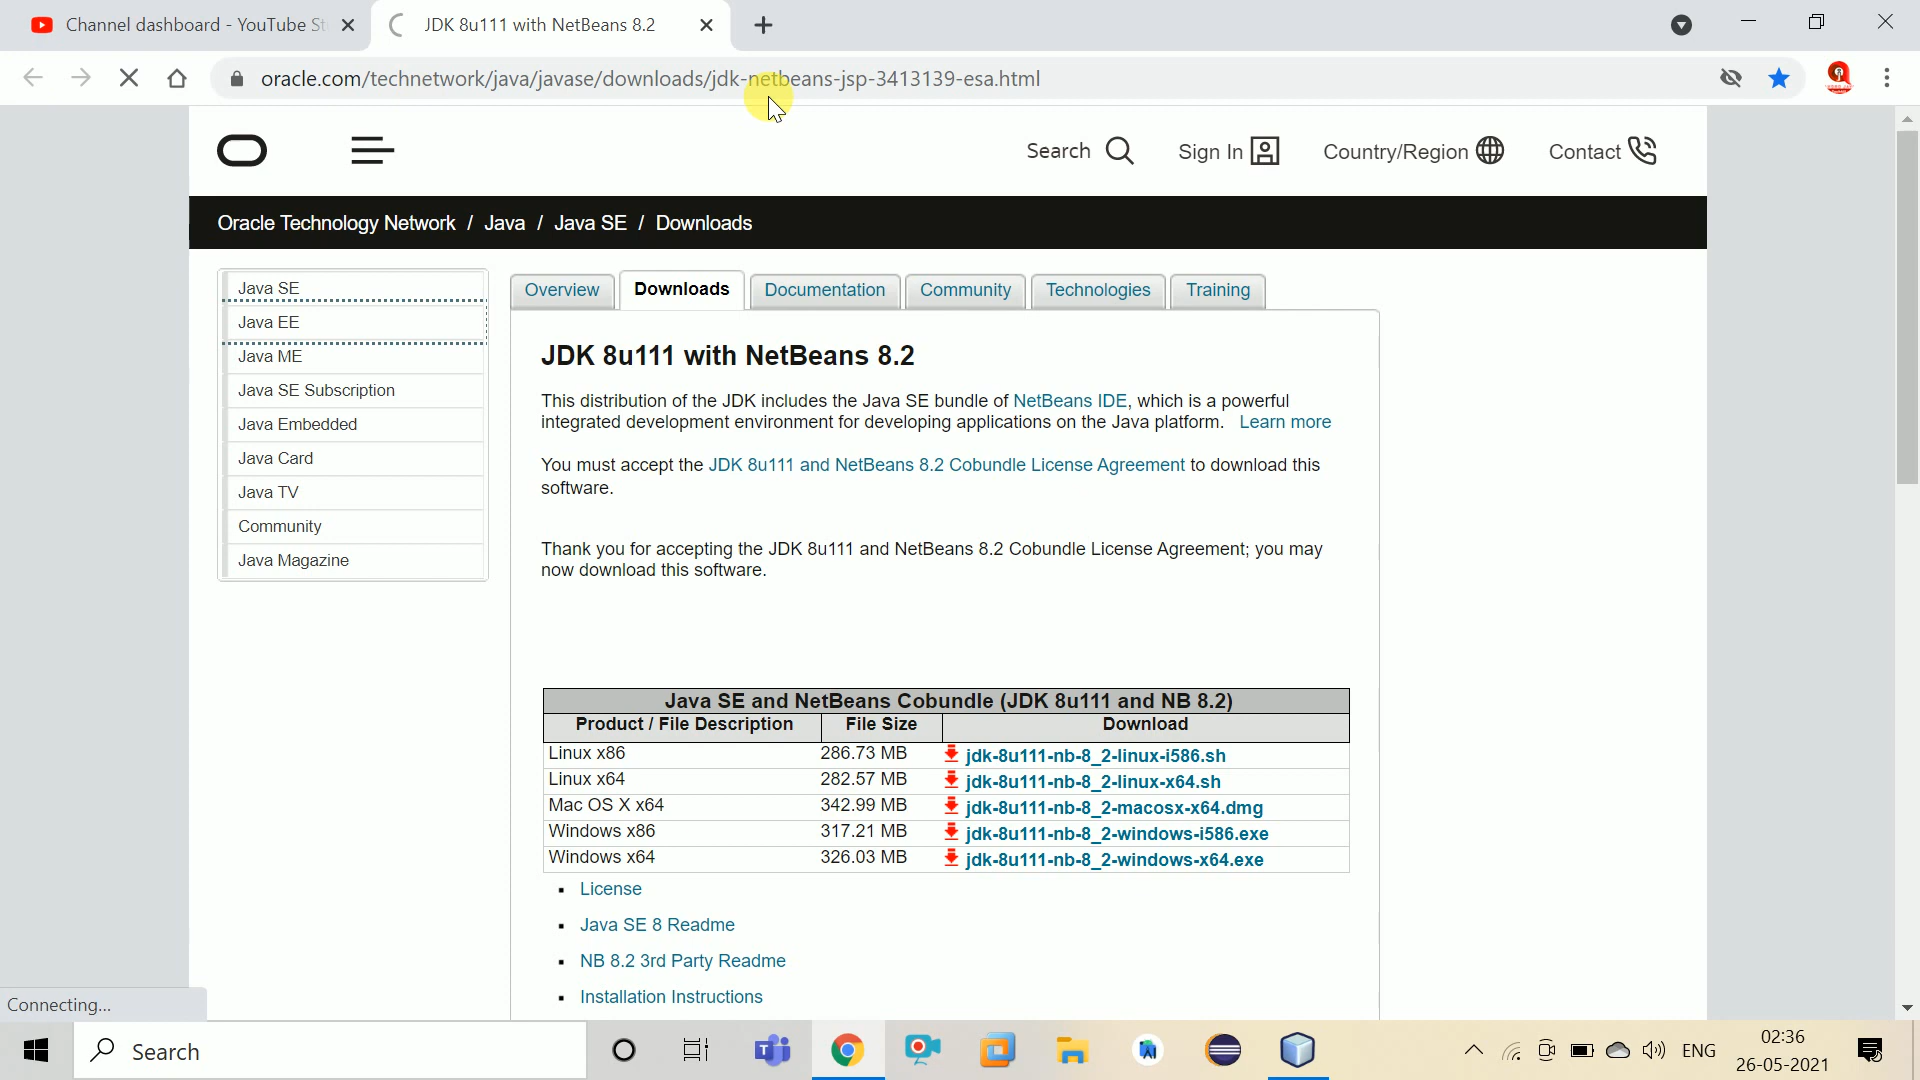 Channel dashboard - YouTube St
JDK 8u111 with NetBeans 8.2
oracle.com/technetwork/java/javase/downloads/jdk-netbeans-jsp-3413139-esa.html
Search
Sign In
Country/Region
Contact
Oracle Technology Network / Java / Java SE / Downloads
Java SE
Java EE
Java ME
Java SE Subscription
Java Embedded
Java Card
Java TV
Community
Java Magazine
Overview
Downloads
Documentation
Community
Technologies
Training
JDK 8u111 with NetBeans 8.2
This distribution of the JDK includes the Java SE bundle of NetBeans IDE, which is a powerful
integrated development environment for developing applications on the Java platform. Learn more
You must accept the JDK 8u111 and NetBeans 8.2 Cobundle License Agreement to download this
software.
Thank you for accepting the JDK 8u111 and NetBeans 8.2 Cobundle License Agreement; you may
now download this software.
Java SE and NetBeans Cobundle (JDK 8u111 and NB 8.2)
Product / File Description File Size Download
Linux x86 286.73 MB jdk-8u111-nb-8_2-linux-i586.sh
Linux x64 282.57 MB jdk-8u111-nb-8_2-linux-x64.sh
Mac OS X x64 342.99 MB jdk-8u111-nb-8_2-macosx-x64.dmg
Windows x86 317.21 MB jdk-8u111-nb-8_2-windows-i586.exe
Windows x64 326.03 MB jdk-8u111-nb-8_2-windows-x64.exe
License
Java SE 8 Readme
NB 8.2 3rd Party Readme
Installation Instructions
Connecting...
Search
ENG
02:36
26-05-2021